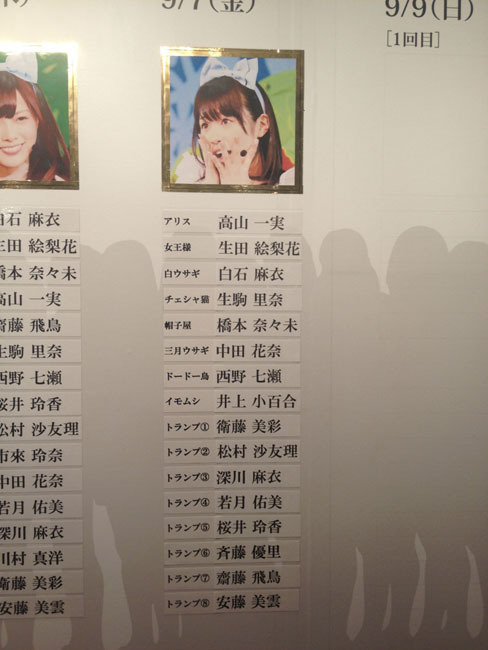 9/7(金)
9/9(日)
[1回目]
白石 麻衣
生田 絵梨花
橋本 奈々未
高山 一実
齋藤 飛鳥
生駒 里奈
西野 七瀬
桜井 玲香
松村 沙友理
市來 玲奈
中田 花奈
若月 佑美
深川 麻衣
川村 真洋
衛藤 美彩
安藤 美雲
アリス 高山 一実
女王様 生田 絵梨花
白ウサギ 白石 麻衣
チェシャ猫 生駒 里奈
帽子屋 橋本 奈々未
三月ウサギ 中田 花奈
ドードー鳥 西野 七瀬
イモムシ 井上 小百合
トランプ① 衛藤 美彩
トランプ② 松村 沙友理
トランプ③ 深川 麻衣
トランプ④ 若月 佑美
トランプ⑤ 桜井 玲香
トランプ⑥ 斉藤 優里
トランプ⑦ 齋藤 飛鳥
トランプ⑧ 安藤 美雲